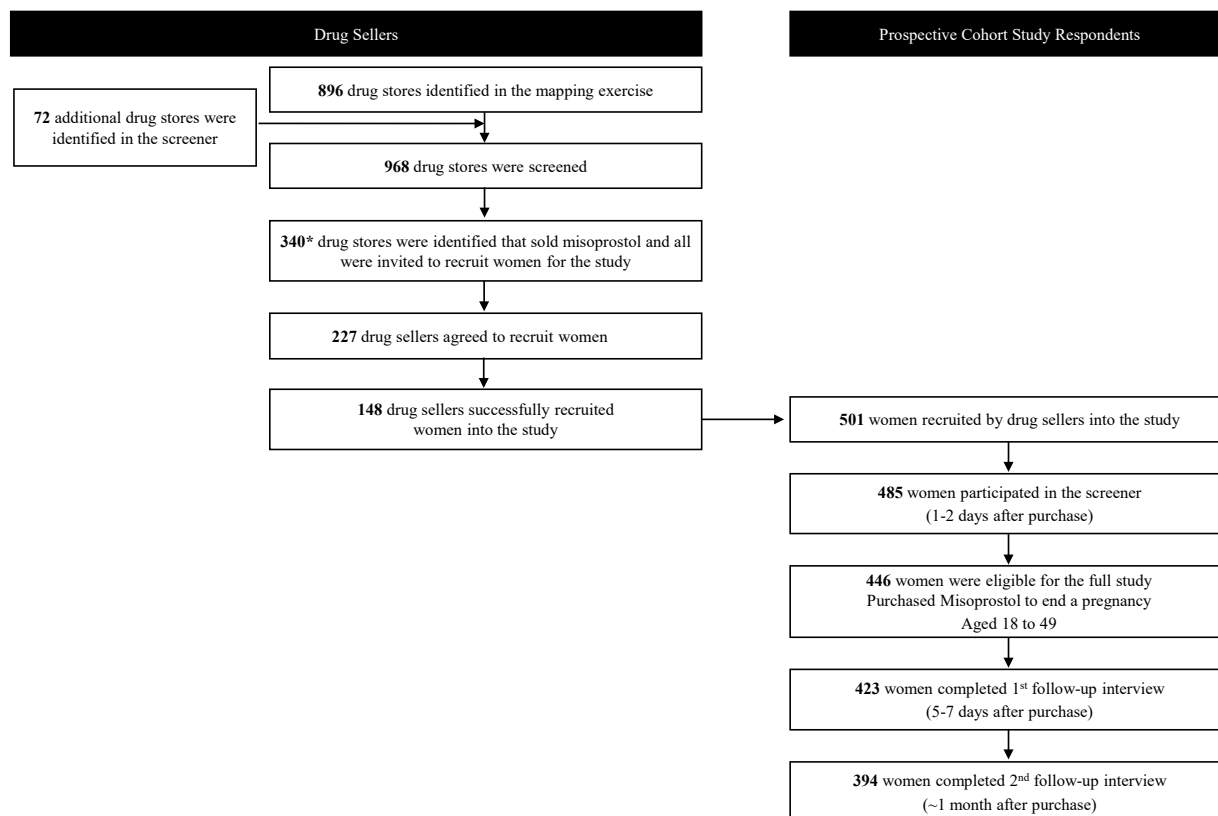 Drug Sellers
Prospective Cohort Study Respondents
896 drug stores identified in the mapping exercise
72 additional drug stores were
identified in the screener
968 drug stores were screened
340* drug stores were identified that sold misoprostol and all
were invited to recruit women for the study
227 drug sellers agreed to recruit women
148 drug sellers successfully recruited
women into the study
501 women recruited by drug sellers into the study
485 women participated in the screener
(1-2 days after purchase)
446 women were eligible for the full study
Purchased Misoprostol to end a pregnancy
Aged 18 to 49
423 women completed 1st follow-up interview
(5-7 days after purchase)
394 women completed 2nd follow-up interview
(~1 month after purchase)